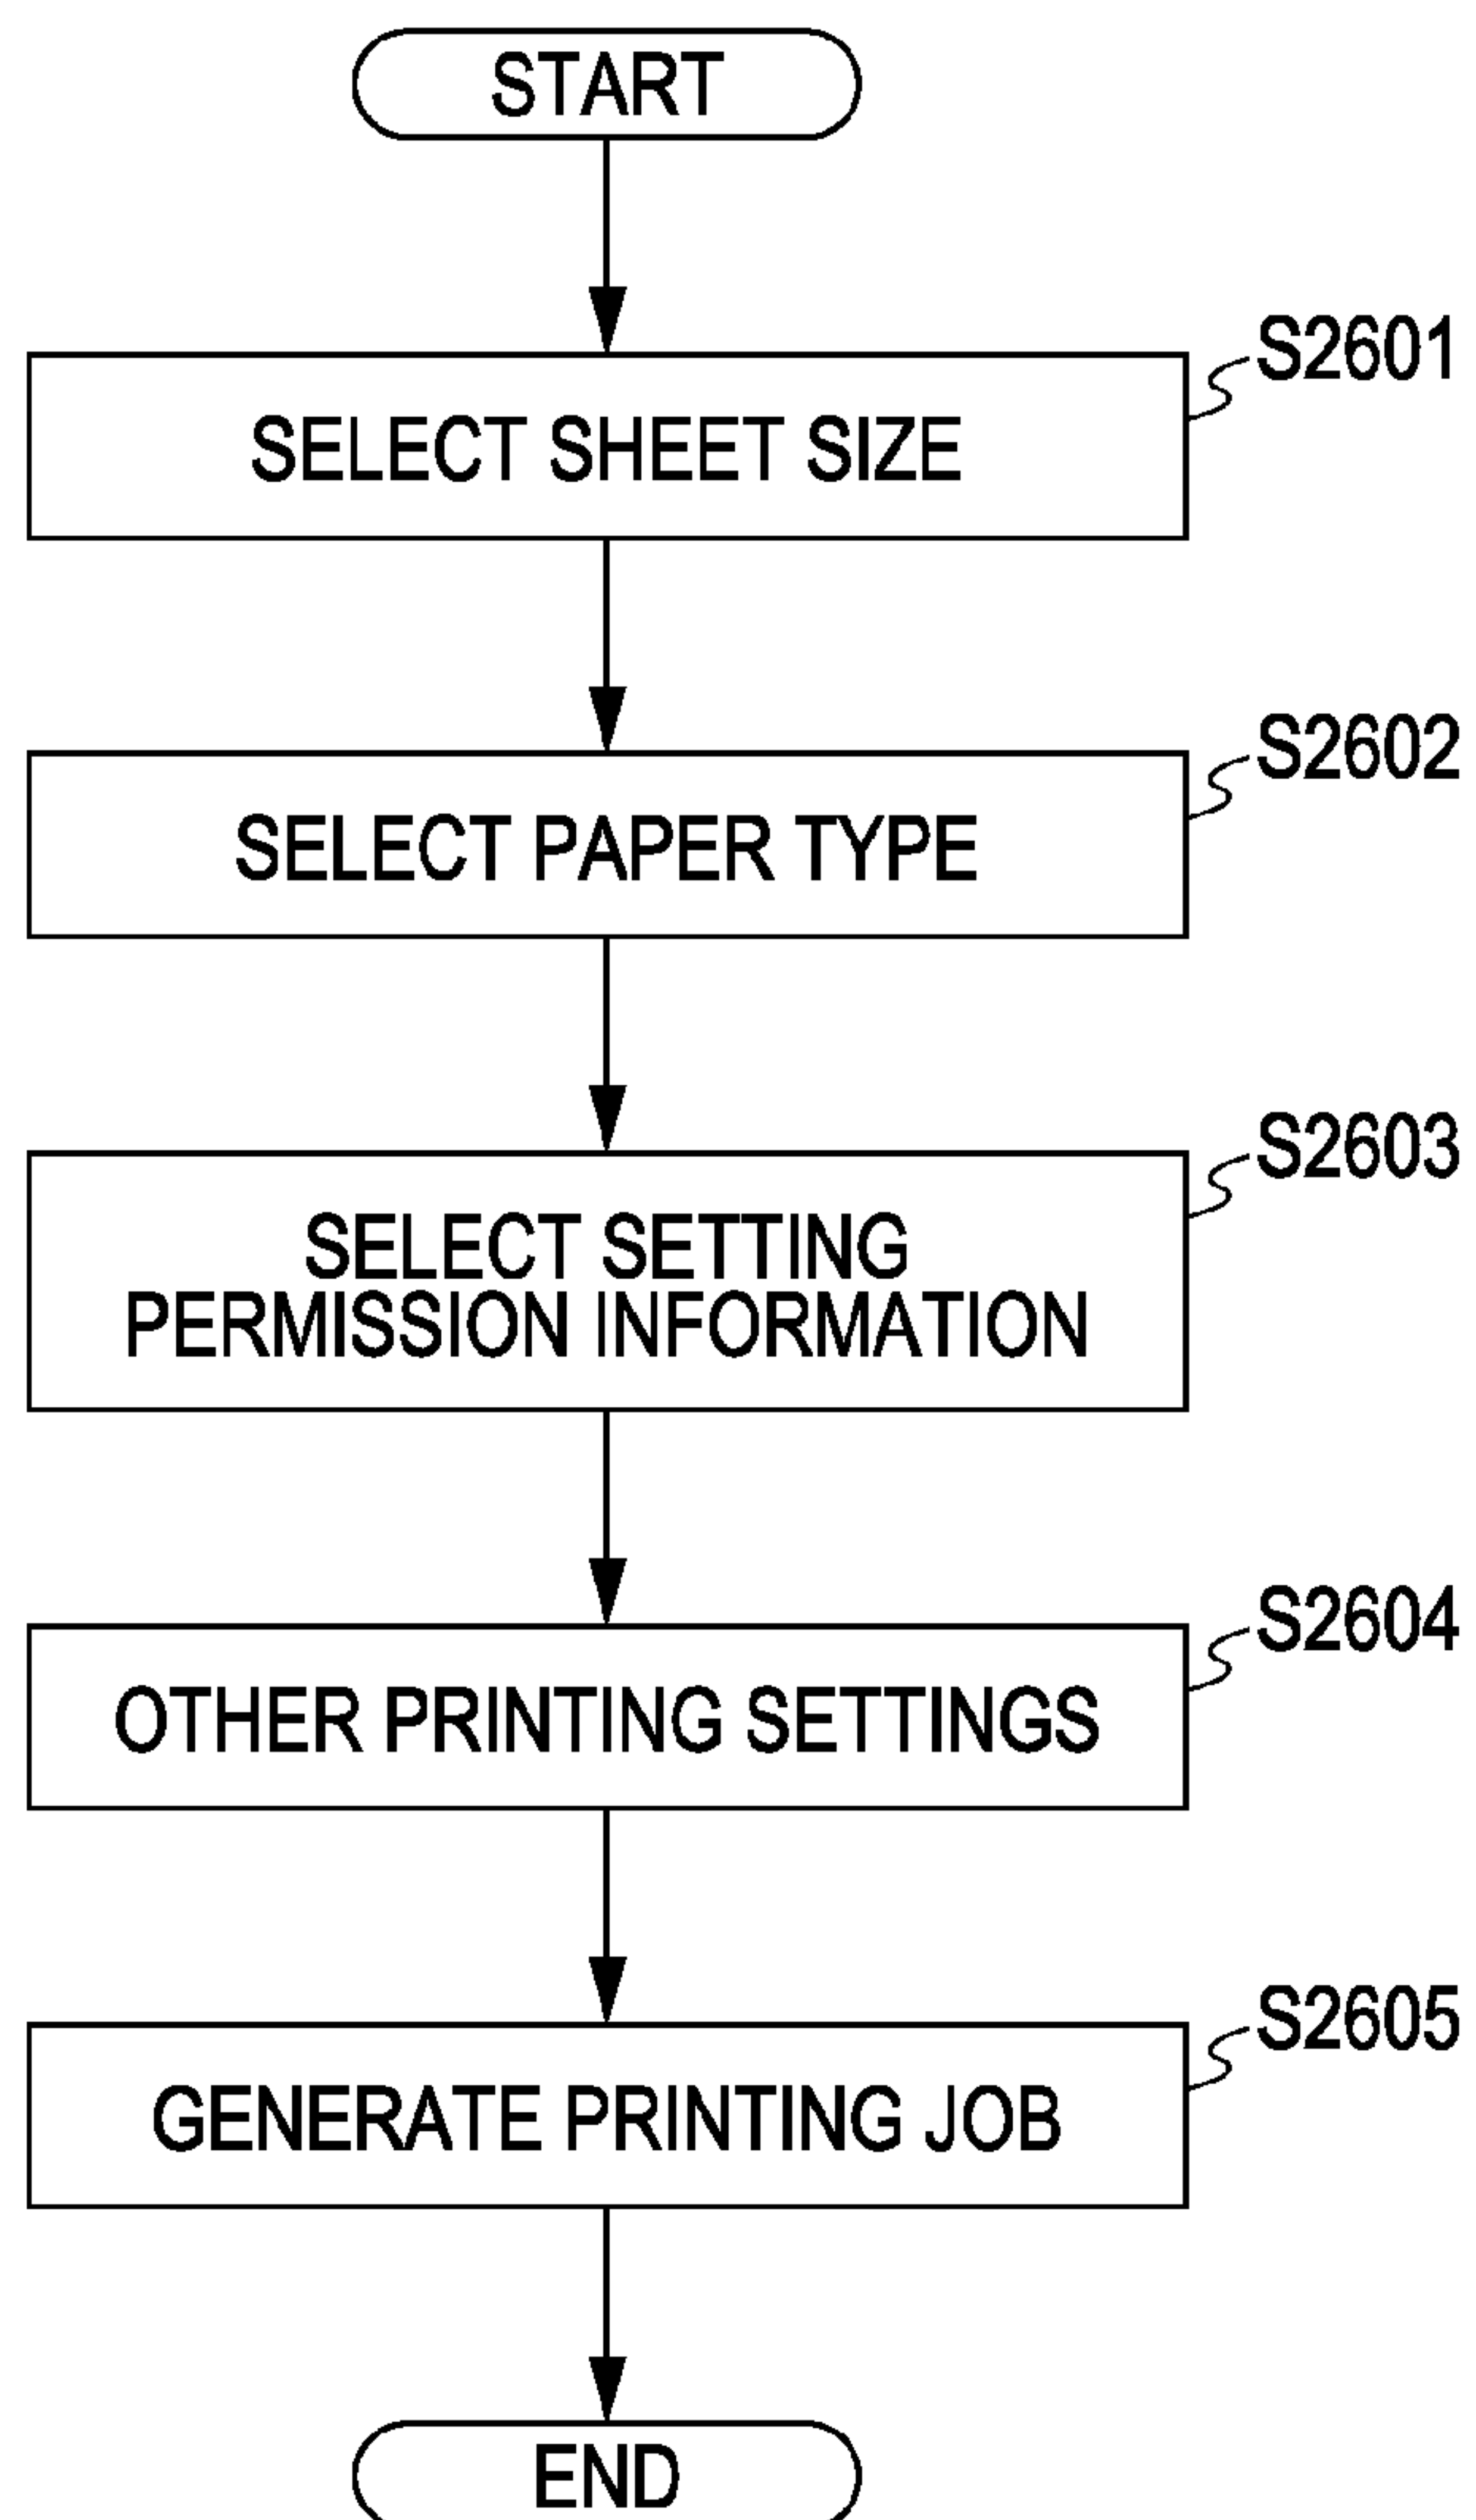 START
S2601
SELECT SHEET SIZE
S2602
SELECT PAPER TYPE
S2603
SELECT SETTING
PERMISSION INFORMATION
S2604
OTHER PRINTING SETTINGS
S2605
GENERATE PRINTING JOB
END